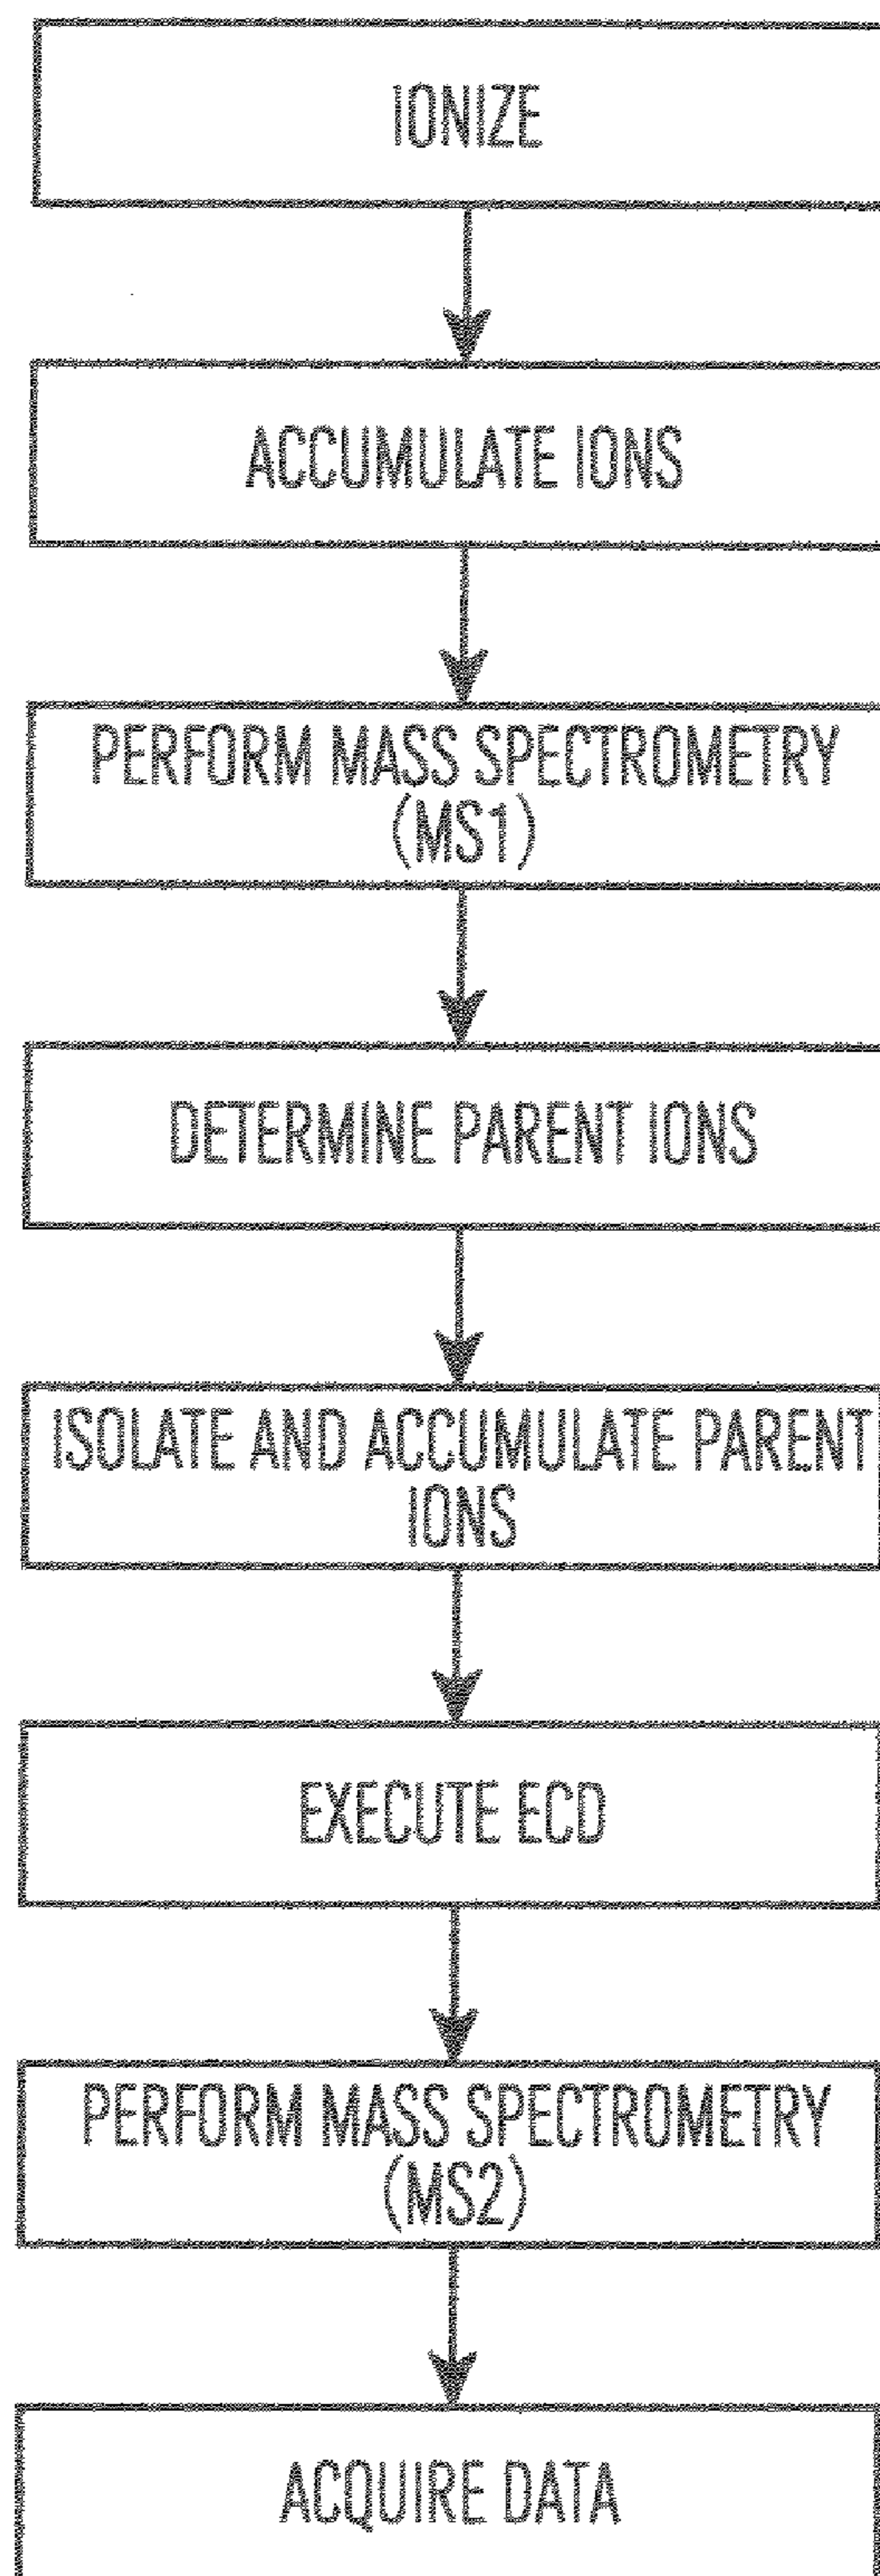 IONIZE
ACCUMULATE IONS
PERFORM MASS SPECTROMETRY
(MS1)
DETERMINE PARENT IONS
ISOLATE AND ACCUMULATE PARENT
IONS
EXECUTE ECD
PERFORM MASS SPECTROMETRY
(MS2)
ACQUIRE DATA